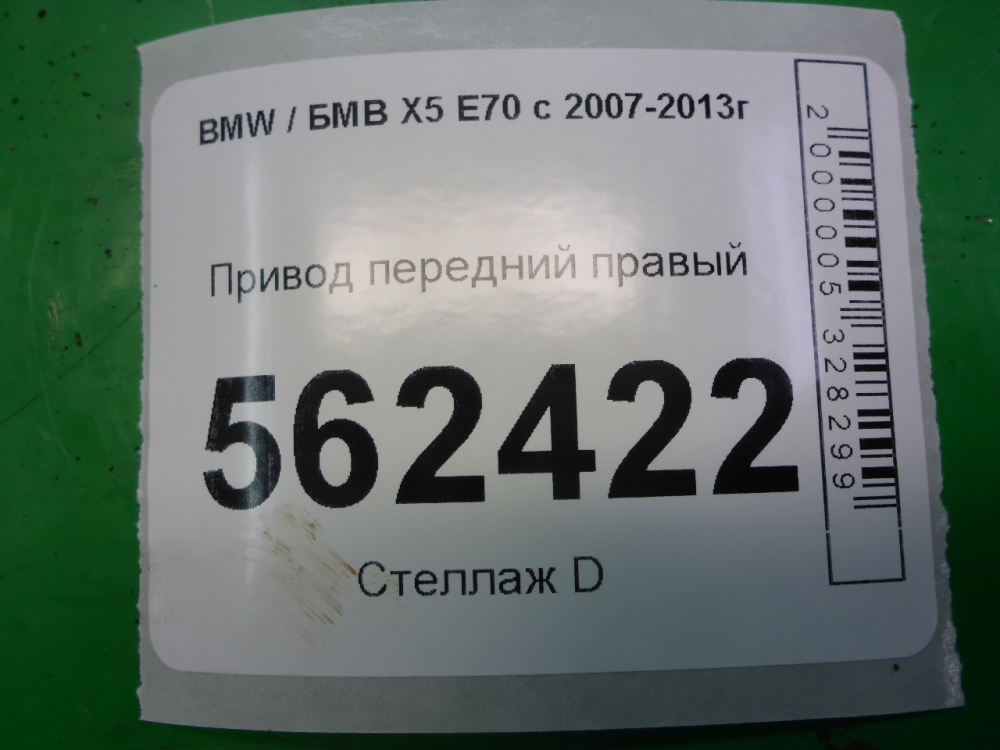 BMW / БМВ X5 E70 с 2007-2013г
Привод передний правый
562422
Стеллаж D
2000005328299